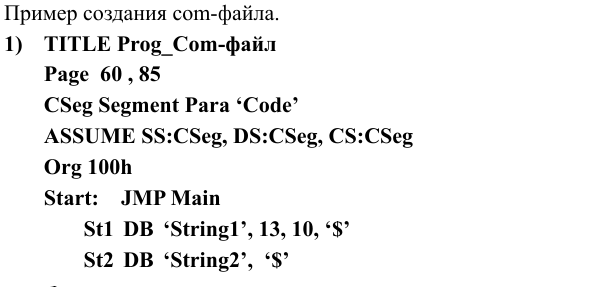 Пример создания com-файла.
1) TITLE Prog_Com-файл
Page 60 , 85
CSeg Segment Para ‘Code’
ASSUME SS:CSeg, DS:CSeg, CS:CSeg
Org 100h
Start: JMP Main
St1 DB ‘String1’, 13, 10, ‘$’
St2 DB ‘String2’, ‘$’